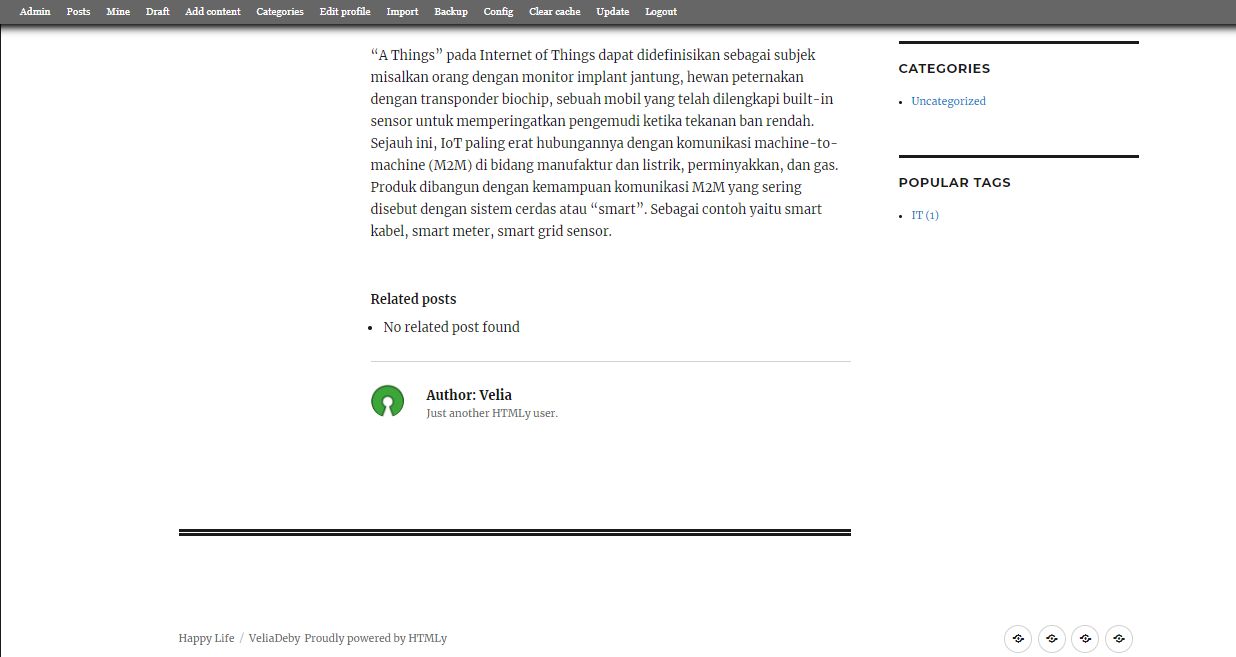 Admin Posts Mine Draft Add content Categories Edit profile Import Backup Config Clear cache Update Logout
“A Things” pada Internet of Things dapat didefinisikan sebagai subjek
misalkan orang dengan monitor implant jantung, hewan peternakan
dengan transponder biochip, sebuah mobil yang telah dilengkapi built-in
sensor untuk memperingatkan pengemudi ketika tekanan ban rendah.
Sejauh ini, IoT paling erat hubungannya dengan komunikasi machine-to-
machine (M2M) di bidang manufaktur dan listrik, perminyakkan, dan gas.
Produk dibangun dengan kemampuan komunikasi M2M yang sering
disebut dengan sistem cerdas atau “smart”. Sebagai contoh yaitu smart
kabel, smart meter, smart grid sensor.
Related posts
No related post found
Author: Velia
Just another HTMLy user.
CATEGORIES
Uncategorized
POPULAR TAGS
IT (1)
Happy Life / VeliaDeby Proudly powered by HTMLy